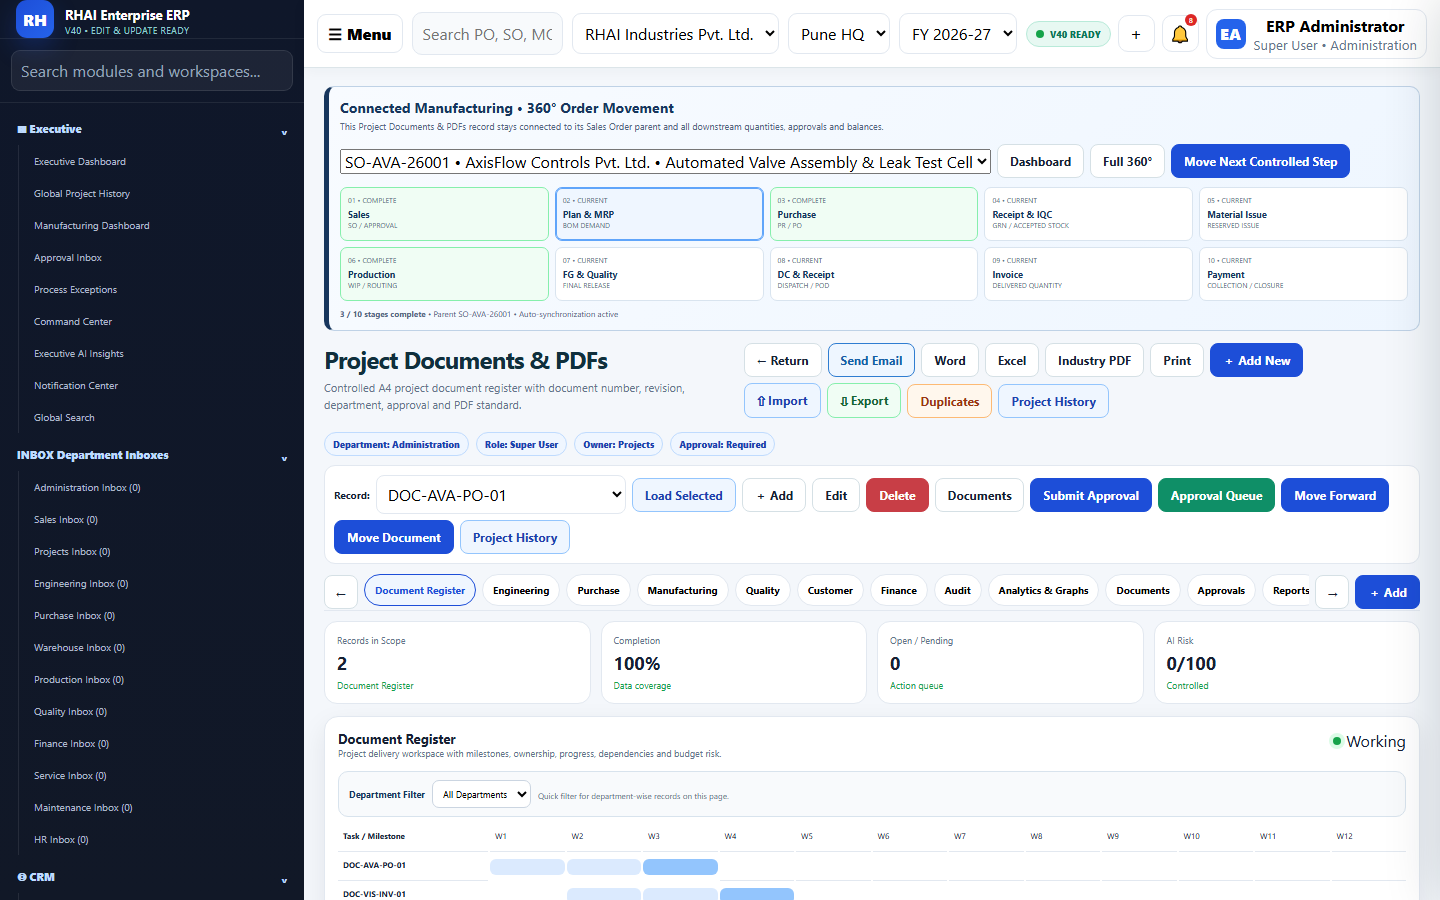 RH
RHAI Enterprise ERP
V40 • EDIT & UPDATE READY
Search modules and workspaces...
Executive
Executive Dashboard
Global Project History
Manufacturing Dashboard
Approval Inbox
Process Exceptions
Command Center
Executive AI Insights
Notification Center
Global Search
INBOX Department Inboxes
Administration Inbox (0)
Sales Inbox (0)
Projects Inbox (0)
Engineering Inbox (0)
Purchase Inbox (0)
Warehouse Inbox (0)
Production Inbox (0)
Quality Inbox (0)
Finance Inbox (0)
Service Inbox (0)
Maintenance Inbox (0)
HR Inbox (0)
CRM
☰ Menu
Search PO, SO, MC
RHAI Industries Pvt. Ltd.
Pune HQ
FY 2026-27
V40 READY
+
8
EA
ERP Administrator
Super User • Administration
Connected Manufacturing • 360° Order Movement
This Project Documents & PDFs record stays connected to its Sales Order parent and all downstream quantities, approvals and balances.
SO-AVA-26001 • AxisFlow Controls Pvt. Ltd. • Automated Valve Assembly & Leak Test Cell
Dashboard
Full 360°
Move Next Controlled Step
01 • COMPLETE
Sales
SO / APPROVAL
02 • CURRENT
Plan & MRP
BOM DEMAND
03 • COMPLETE
Purchase
PR / PO
04 • CURRENT
Receipt & IQC
GRN / ACCEPTED STOCK
05 • CURRENT
Material Issue
RESERVED ISSUE
06 • COMPLETE
Production
WIP / ROUTING
07 • CURRENT
FG & Quality
FINAL RELEASE
08 • CURRENT
DC & Receipt
DISPATCH / POD
09 • CURRENT
Invoice
DELIVERED QUANTITY
10 • CURRENT
Payment
COLLECTION / CLOSURE
3 / 10 stages complete • Parent SO-AVA-26001 • Auto-synchronization active
Project Documents & PDFs
Controlled A4 project document register with document number, revision,
department, approval and PDF standard.
← Return
Send Email
Word
Excel
Industry PDF
Print
+ Add New
⇧ Import
⇩ Export
Duplicates
Project History
Department: Administration
Role: Super User
Owner: Projects
Approval: Required
Record:
DOC-AVA-PO-01
Load Selected
+ Add
Edit
Delete
Documents
Submit Approval
Approval Queue
Move Forward
Move Document
Project History
←
Document Register
Engineering
Purchase
Manufacturing
Quality
Customer
Finance
Audit
Analytics & Graphs
Documents
Approvals
Reports
→
+ Add
Records in Scope
2
Document Register
Completion
100%
Data coverage
Open / Pending
0
Action queue
AI Risk
0/100
Controlled
Document Register
Project delivery workspace with milestones, ownership, progress, dependencies and budget risk.
Working
Department Filter
All Departments
Quick filter for department-wise records on this page.
Task / Milestone W1 W2 W3 W4 W5 W6 W7 W8 W9 W10 W11 W12
DOC-AVA-PO-01
DOC-VIS-INV-01